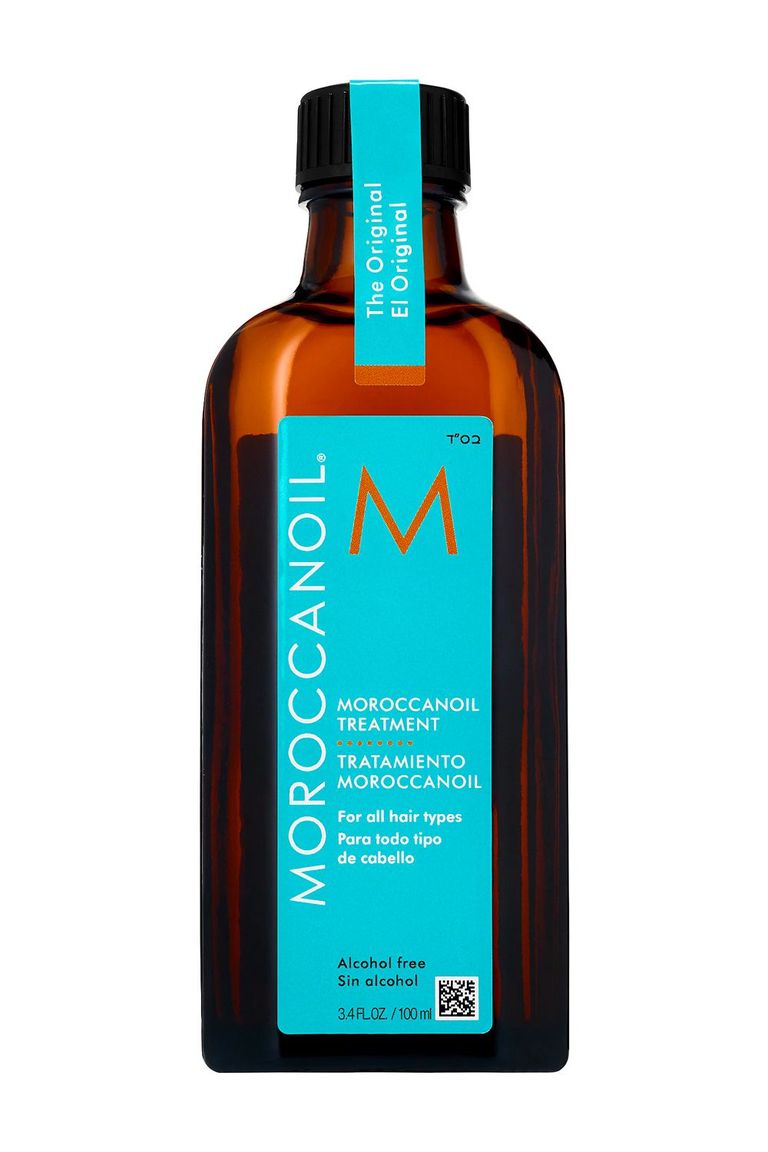 The Original
El Original
בס״ד
M
MOROCCANOIL®
MOROCCANOIL
TREATMENT
TRATAMIENTO
MOROCCANOIL
For all hair types
Para todo tipo
de cabello
Alcohol free
Sin alcohol
3.4 FL.OZ. / 100 ml